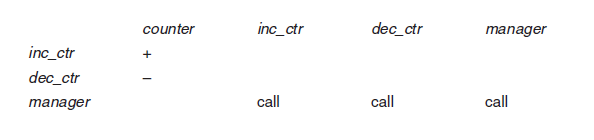 counter inc_ctr dec_ctr manager
inc_ctr +
dec_ctr –
manager call call call